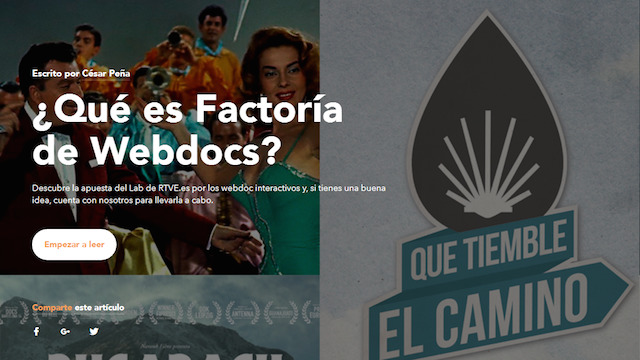 Escrito por César Peña
¿Qué es Factoría
de Webdocs?
Descubre la apuesta del Lab de RTVE.es por los webdoc interactivos y, si tienes una buena
idea, cuenta con nosotros para llevarla a cabo.
Empezar a leer
QUE TIEMBLE
EL CAMINO
Comparte este artículo